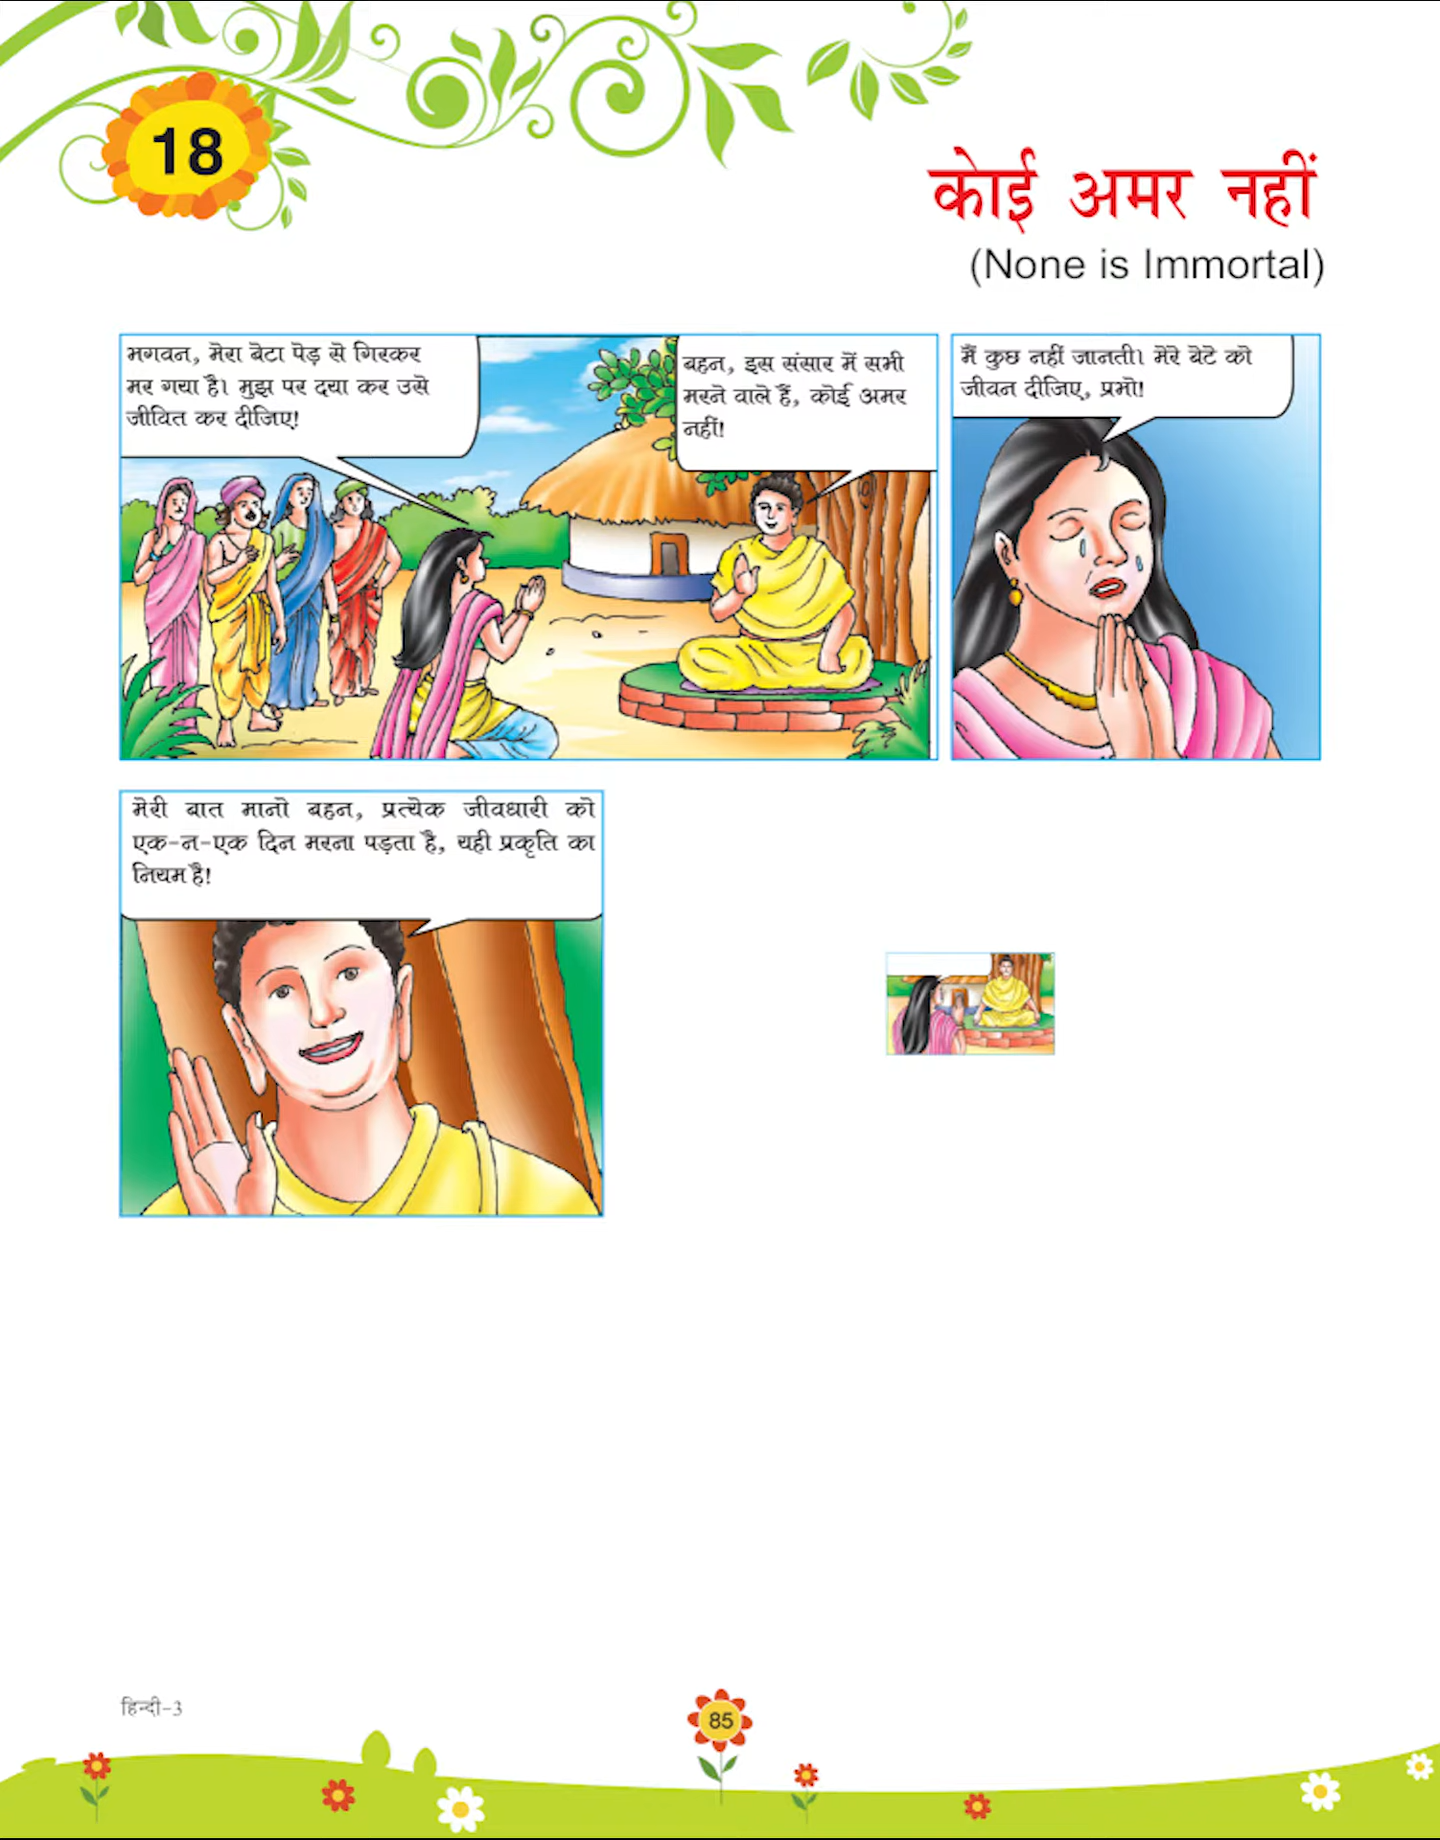 18
कोई अमर नहीं
(None is Immortal)
भगवन, मेरा बेटा पेड़ से गिरकर
मर गया है। मुझ पर दया कर उसे
जीवित कर दीजिए!
बहन, इस संसार में सभी
मरने वाले हैं, कोई अमर
नहीं!
मैं कुछ नहीं जानती। मेरे बेटे को
जीवन दीजिए, प्रभो!
मेरी बात मानो बहन, प्रत्येक जीवधारी को
एक-न-एक दिन मरना पड़ता है, यही प्रकृति का
नियम है!
हिन्दी-3
85